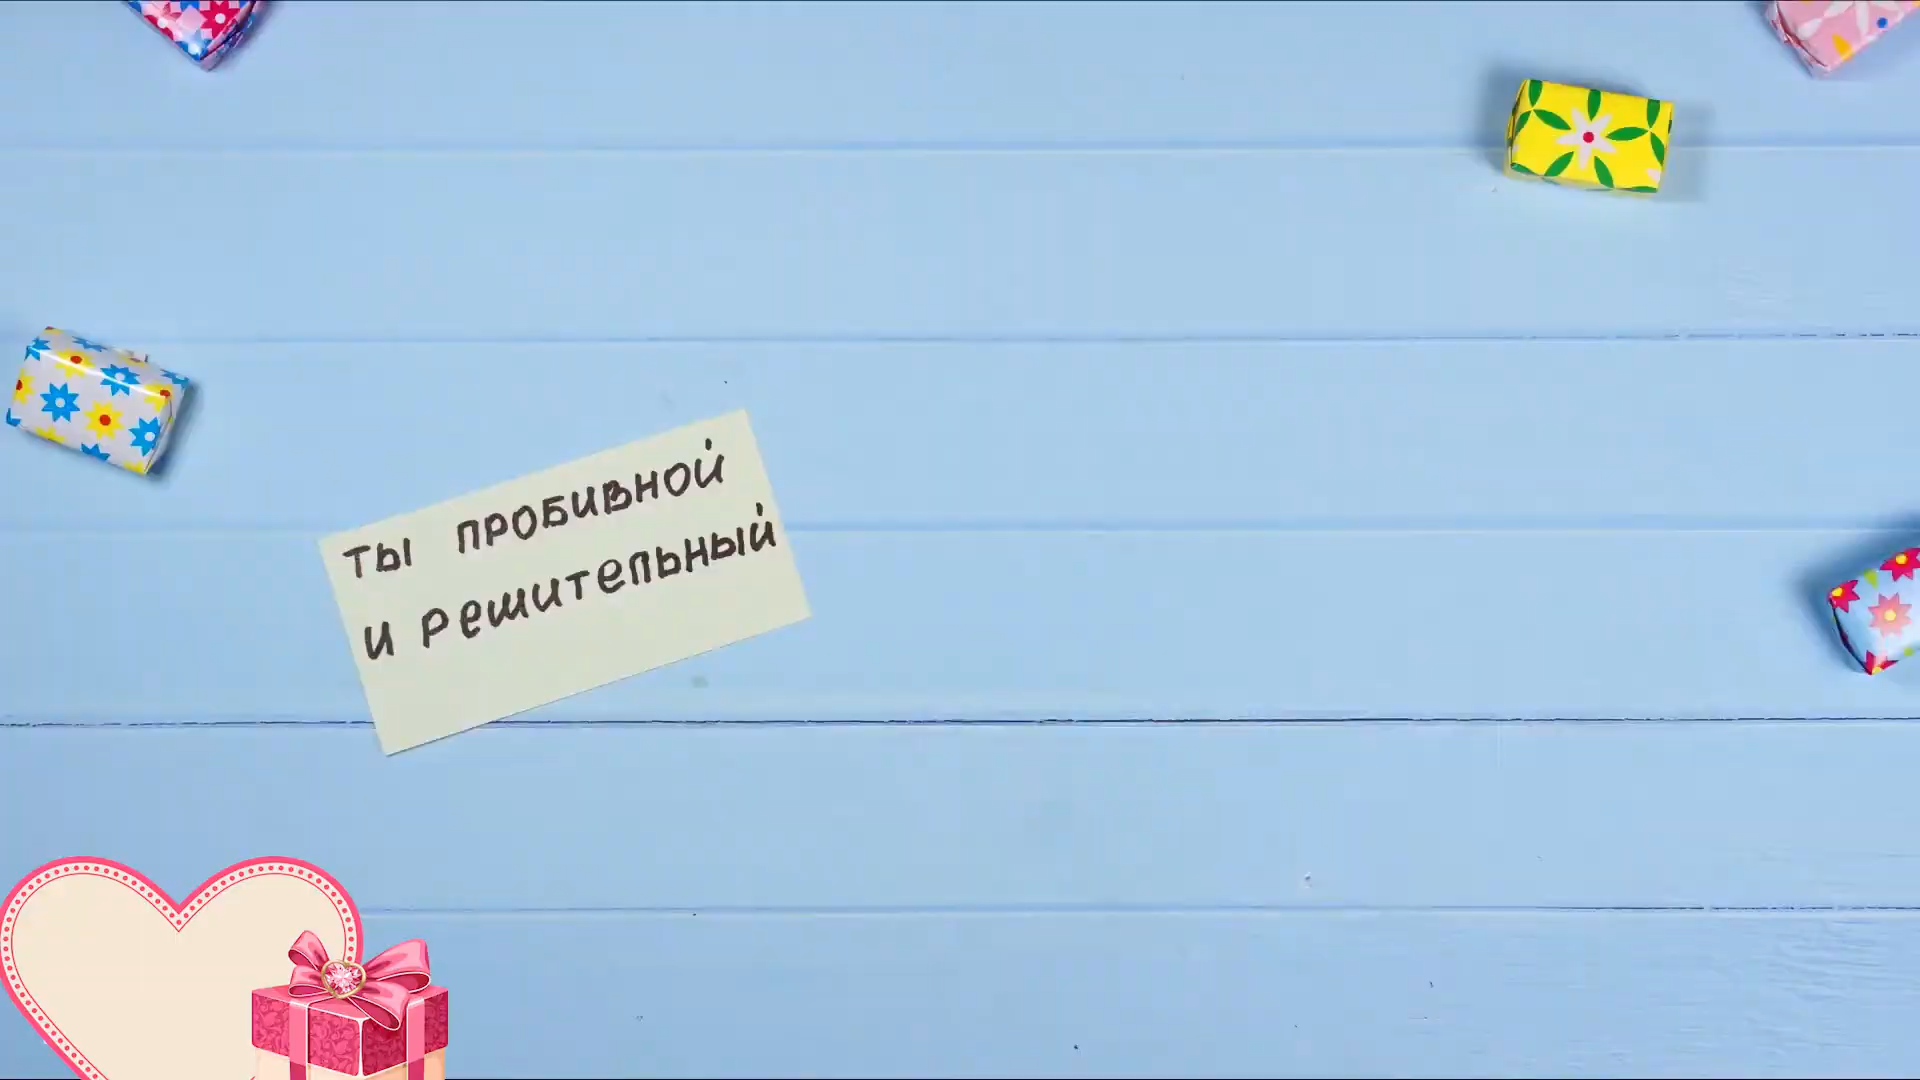 ты пробивной
и решительный